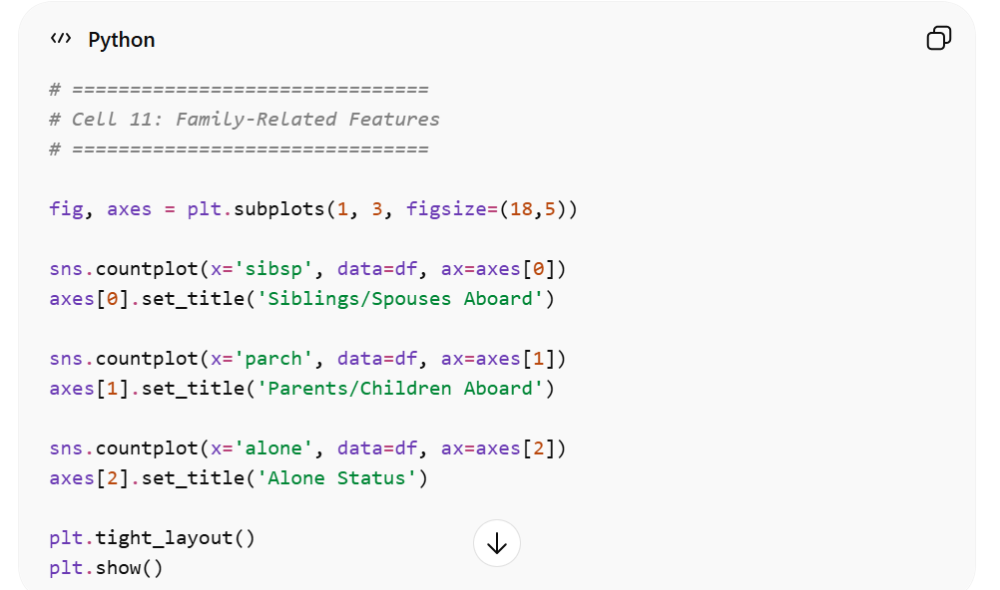 Python
# ===============================
# Cell 11: Family-Related Features
# ===============================
fig, axes = plt.subplots(1, 3, figsize=(18,5))
sns.countplot(x='sibsp', data=df, ax=axes[0])
axes[0].set_title('Siblings/Spouses Aboard')
sns.countplot(x='parch', data=df, ax=axes[1])
axes[1].set_title('Parents/Children Aboard')
sns.countplot(x='alone', data=df, ax=axes[2])
axes[2].set_title('Alone Status')
plt.tight_layout()
plt.show()